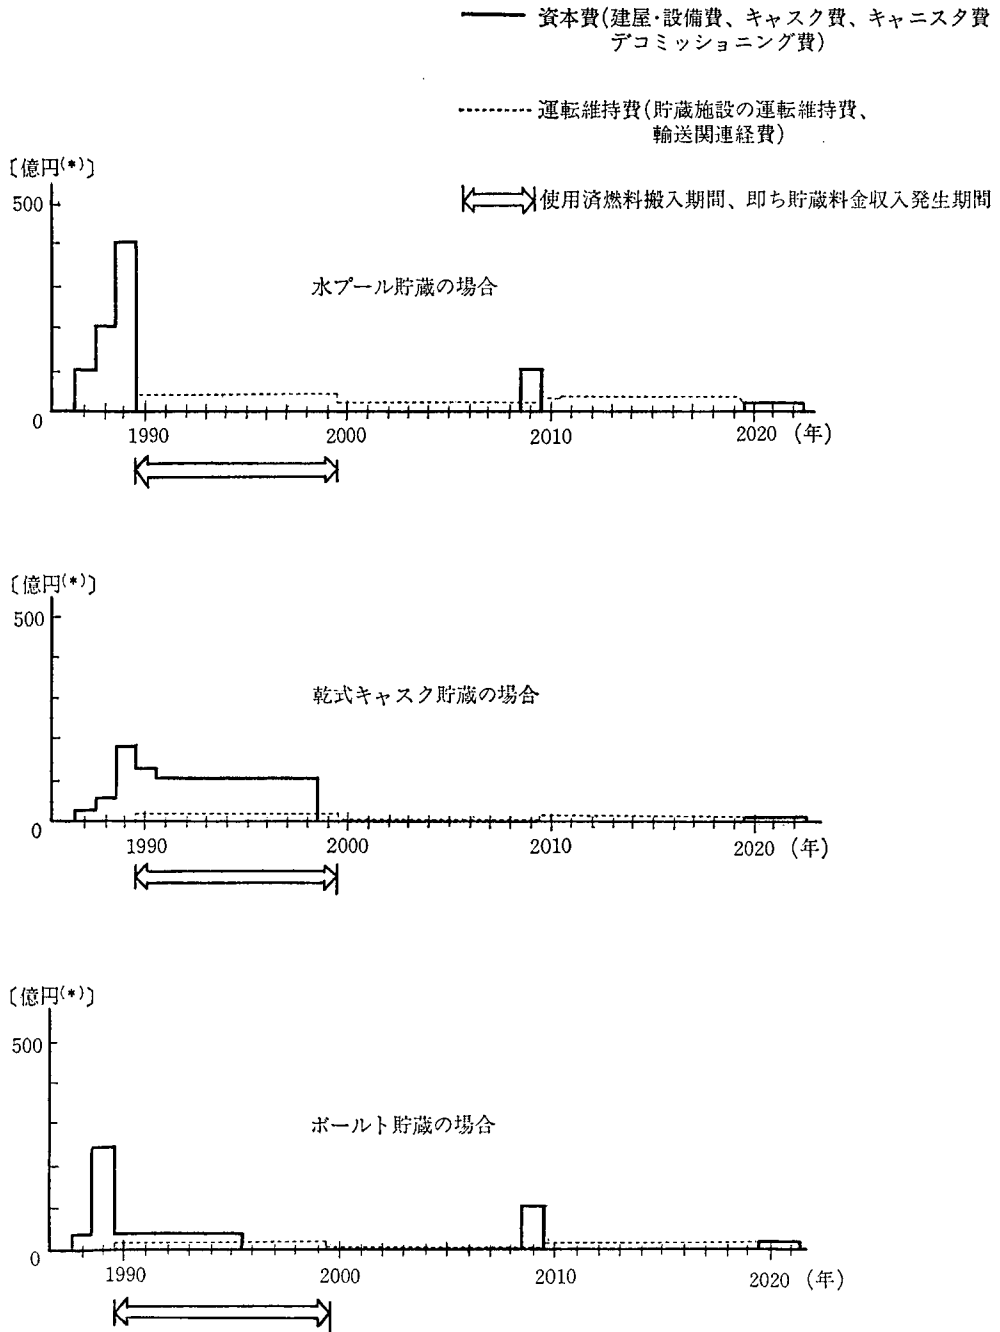 資本費(建屋・設備費、キャスク費、キャニスタ費
デコミッショニング費)
運転維持費(貯蔵施設の運転維持費、
輸送関連経費)
使用済燃料搬入期間、即ち貯蔵料金収入発生期間
〔億円(*)〕
500
水プール貯蔵の場合
0
1990 2000 2010 2020 (年)
〔億円(*)〕
500
乾式キャスク貯蔵の場合
0
1990 2000 2010 2020 (年)
〔億円(*)〕
500
ボールト貯蔵の場合
0
1990 2000 2010 2020 (年)